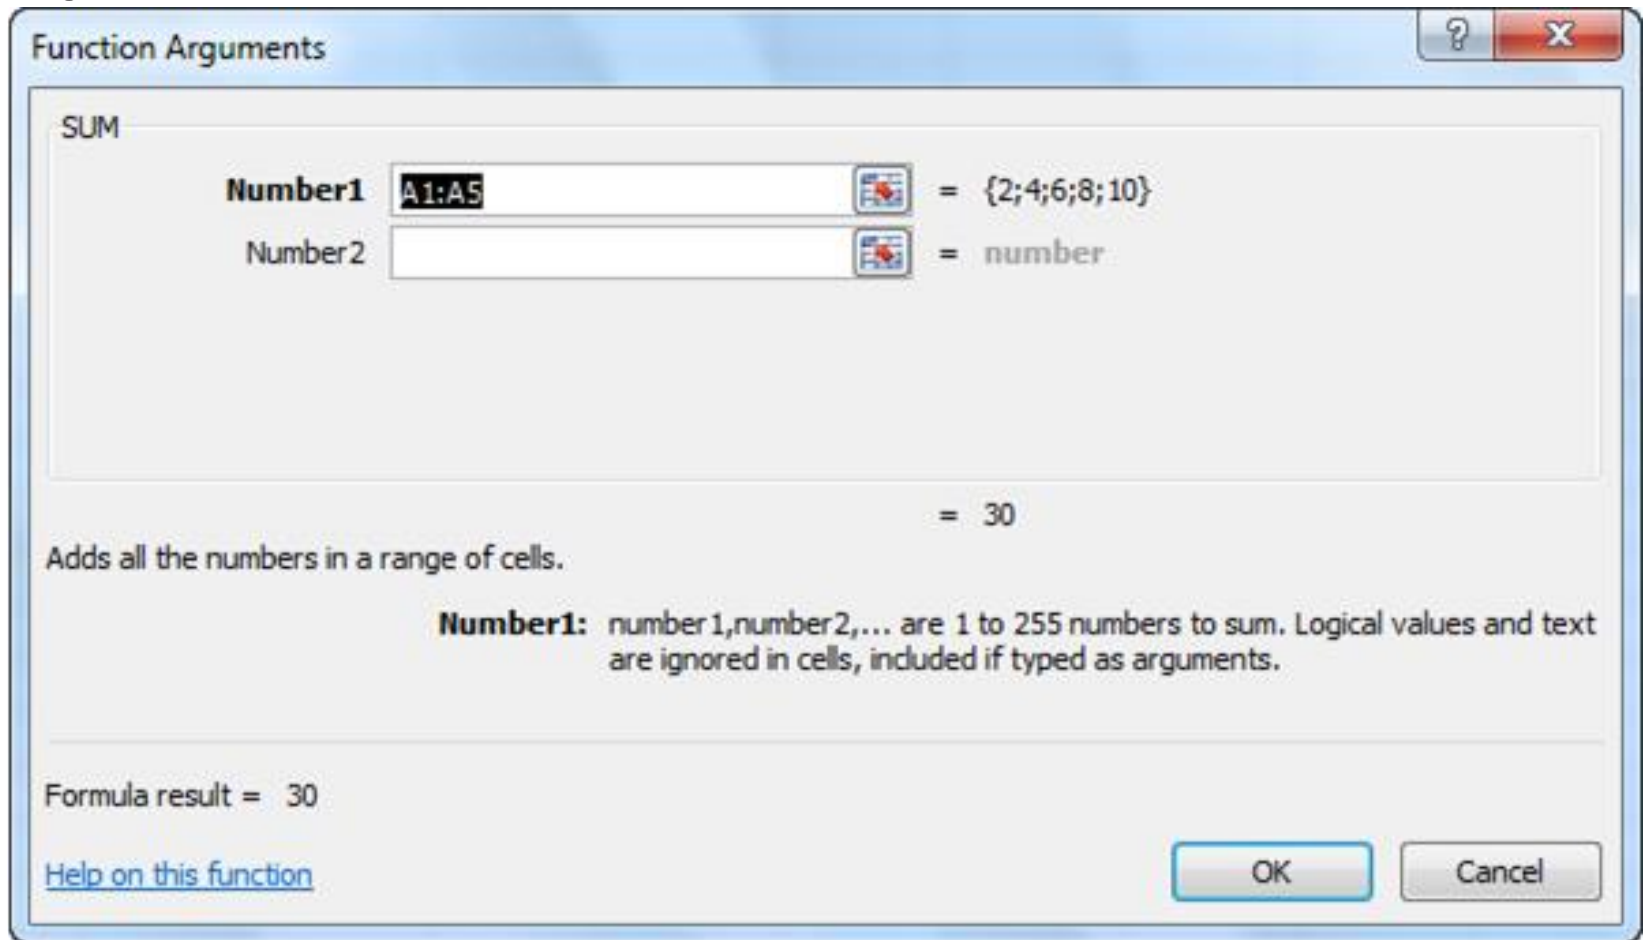 Function Arguments
SUM
Number1 A1:A5 = {2;4;6;8;10}
Number2 = number
= 30
Adds all the numbers in a range of cells.
Number1: number1,number2,... are 1 to 255 numbers to sum. Logical values and text
are ignored in cells, included if typed as arguments.
Formula result = 30
Help on this function
OK Cancel